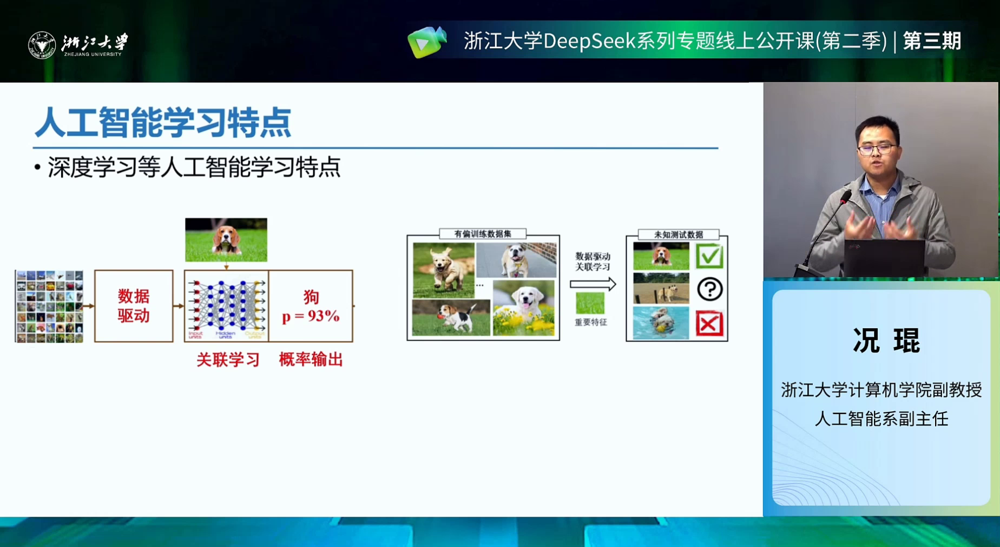 浙江大学
ZHEJIANG UNIVERSITY
浙江大学DeepSeek系列专题线上公开课(第二季) | 第三期
人工智能学习特点
• 深度学习等人工智能学习特点
数据
驱动
Input
units
Hidden
units
Output
units
狗
p = 93%
关联学习
概率输出
有偏训练数据集
...
数据驱动
关联学习
重要特征
未知测试数据
?
况 琨
浙江大学计算机学院副教授
人工智能系副主任